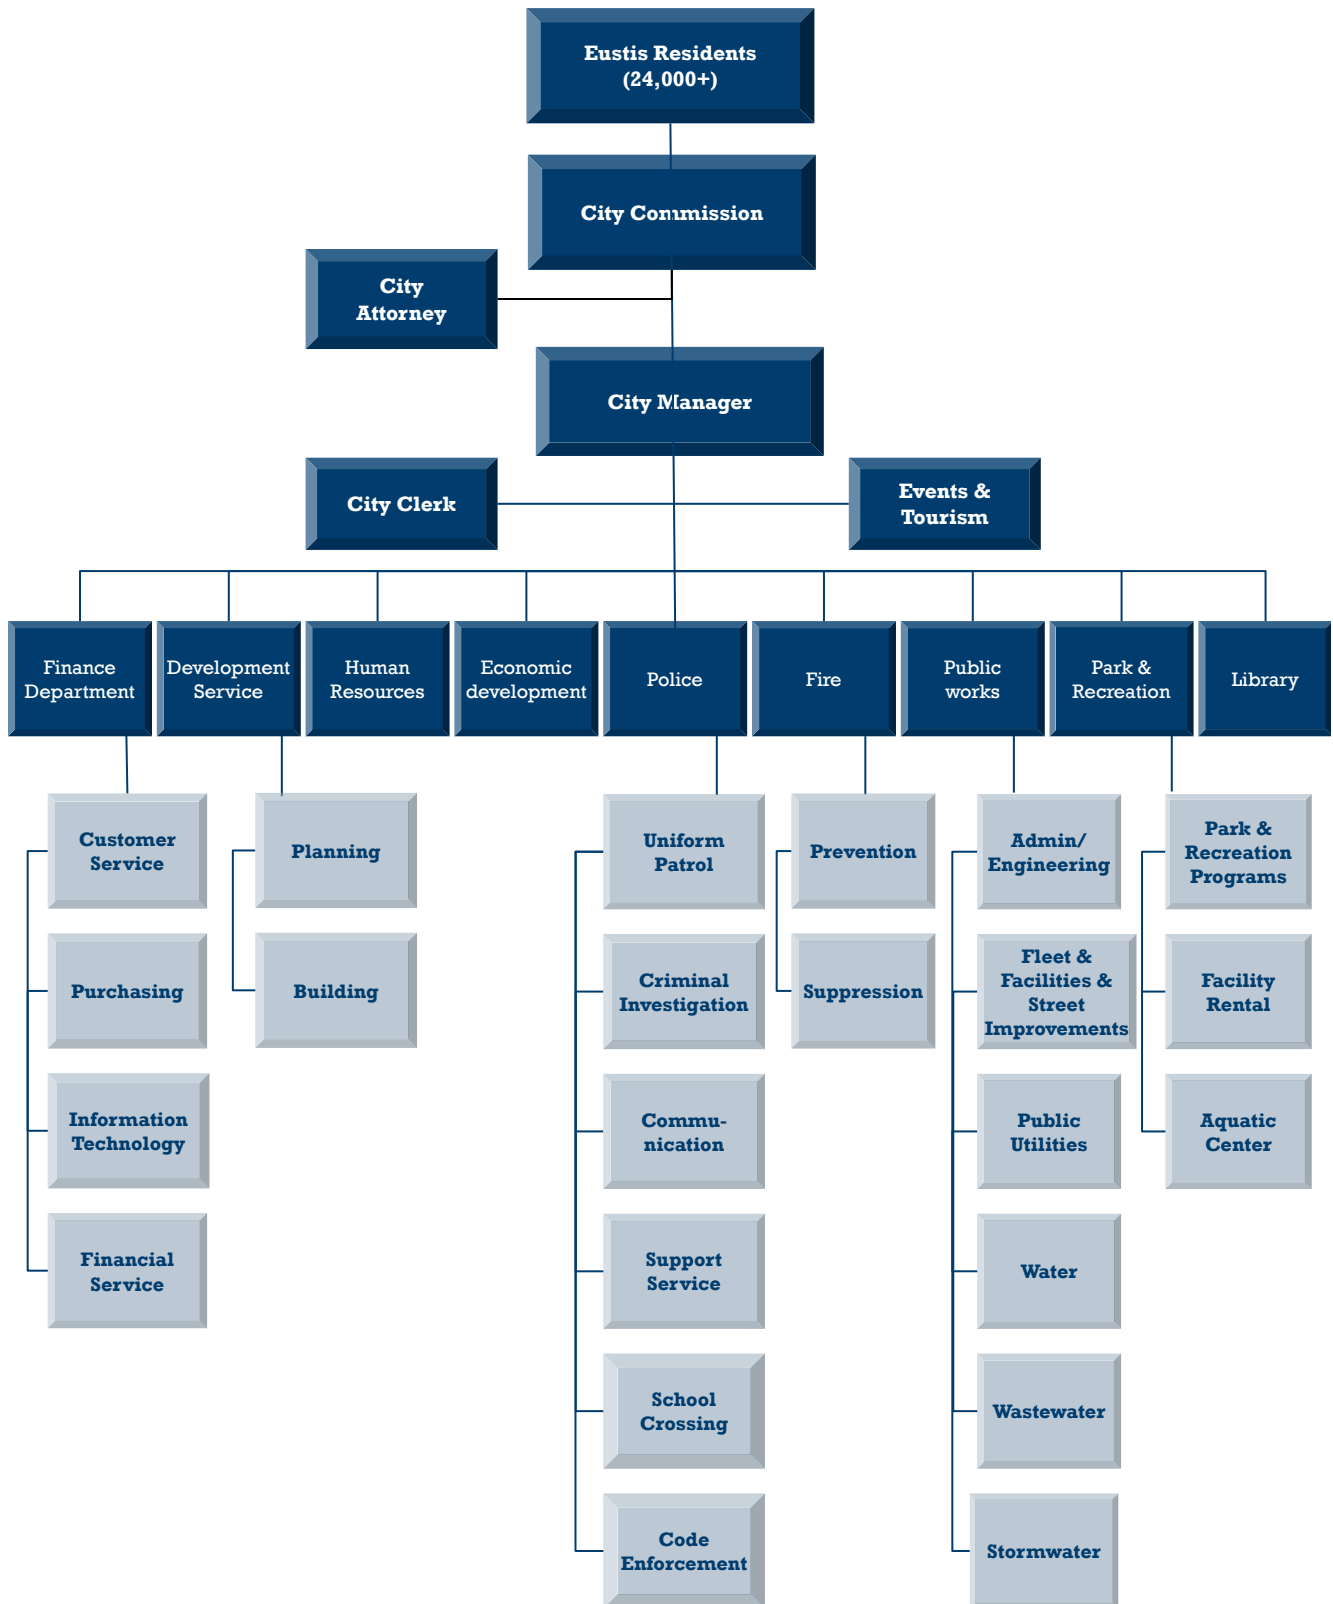 Eustis Residents
(24,000+)
City Commission
City
Attorney
City Manager
City Clerk
Events &
Tourism
Finance
Department
Development
Service
Human
Resources
Economic
development
Police
Fire
Public
works
Park &
Recreation
Library
Customer
Service
Purchasing
Information
Technology
Financial
Service
Planning
Building
Uniform
Patrol
Criminal
Investigation
Commu-
nication
Support
Service
School
Crossing
Code
Enforcement
Prevention
Suppression
Admin/
Engineering
Fleet &
Facilities &
Street
Improvements
Public
Utilities
Water
Wastewater
Stormwater
Park &
Recreation
Programs
Facility
Rental
Aquatic
Center